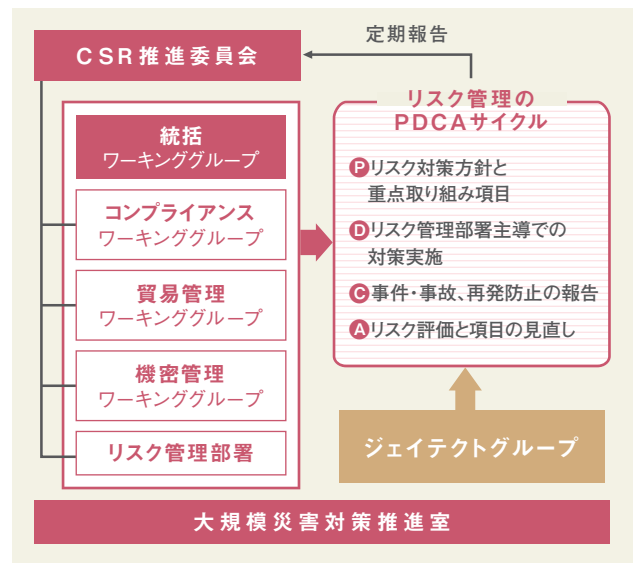 定期報告
CSR推進委員会
統括
ワーキンググループ
コンプライアンス
ワーキンググループ
貿易管理
ワーキンググループ
機密管理
ワーキンググループ
リスク管理部署
リスク管理の
PDCAサイクル
Pリスク対策方針と
重点取り組み項目
Dリスク管理部署主導での
対策実施
C事件・事故、再発防止の報告
Aリスク評価と項目の見直し
ジェイテクトグループ
大規模災害対策推進室